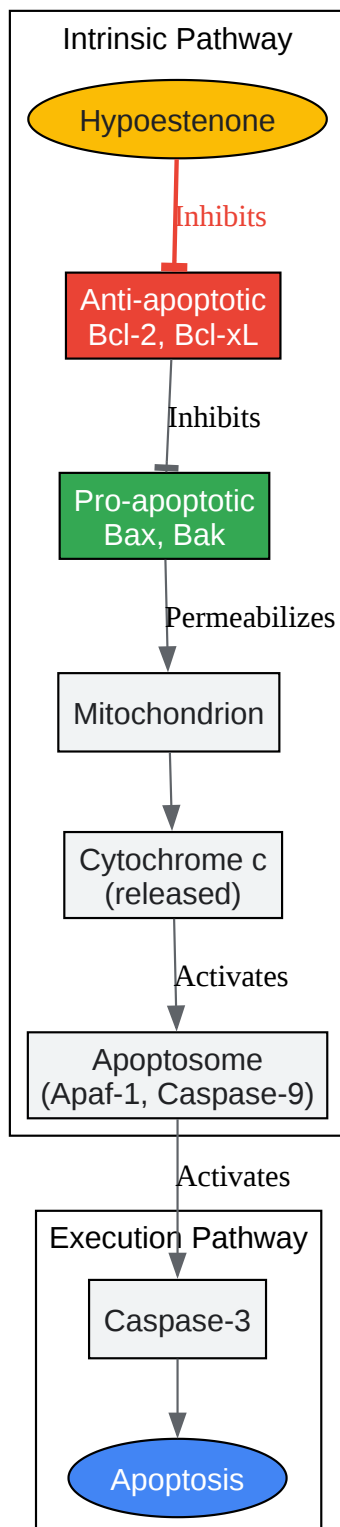 Intrinsic Pathway
Hypoestenone
Inhibits
Anti-apoptotic
Bcl-2, Bcl-xL
Inhibits
Pro-apoptotic
Bax, Bak
Permeabilizes
Mitochondrion
Cytochrome c
(released)
Activates
Apoptosome
(Apaf-1, Caspase-9)
Activates
Execution Pathway
Caspase-3
Apoptosis